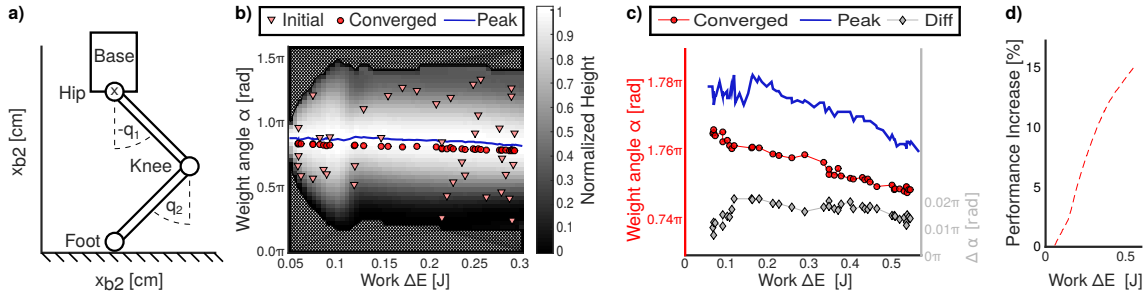 a)
Base
Hip
x
-q1
Knee
q2
Foot
xb2 [cm]
xb2 [cm]
b)
Initial Converged Peak
Weight angle α [rad]
1.5π
1.0π
0.5π
0.0π
0.05 0.1 0.15 0.2 0.25 0.3
Work ΔE [J]
Normalized Height
1
0.9
0.8
0.7
0.6
0.5
0.4
0.3
0.2
0.1
0
c)
Converged Peak Diff
Weight angle α [rad]
1.78π
1.76π
0.74π
0 0.1 0.2 0.3 0.4 0.5
Work ΔE [J]
0.02π
0.01π
0π
Δ α [rad]
d)
Performance Increase [%]
15
10
5
0
0 0.5
Work ΔE [J]